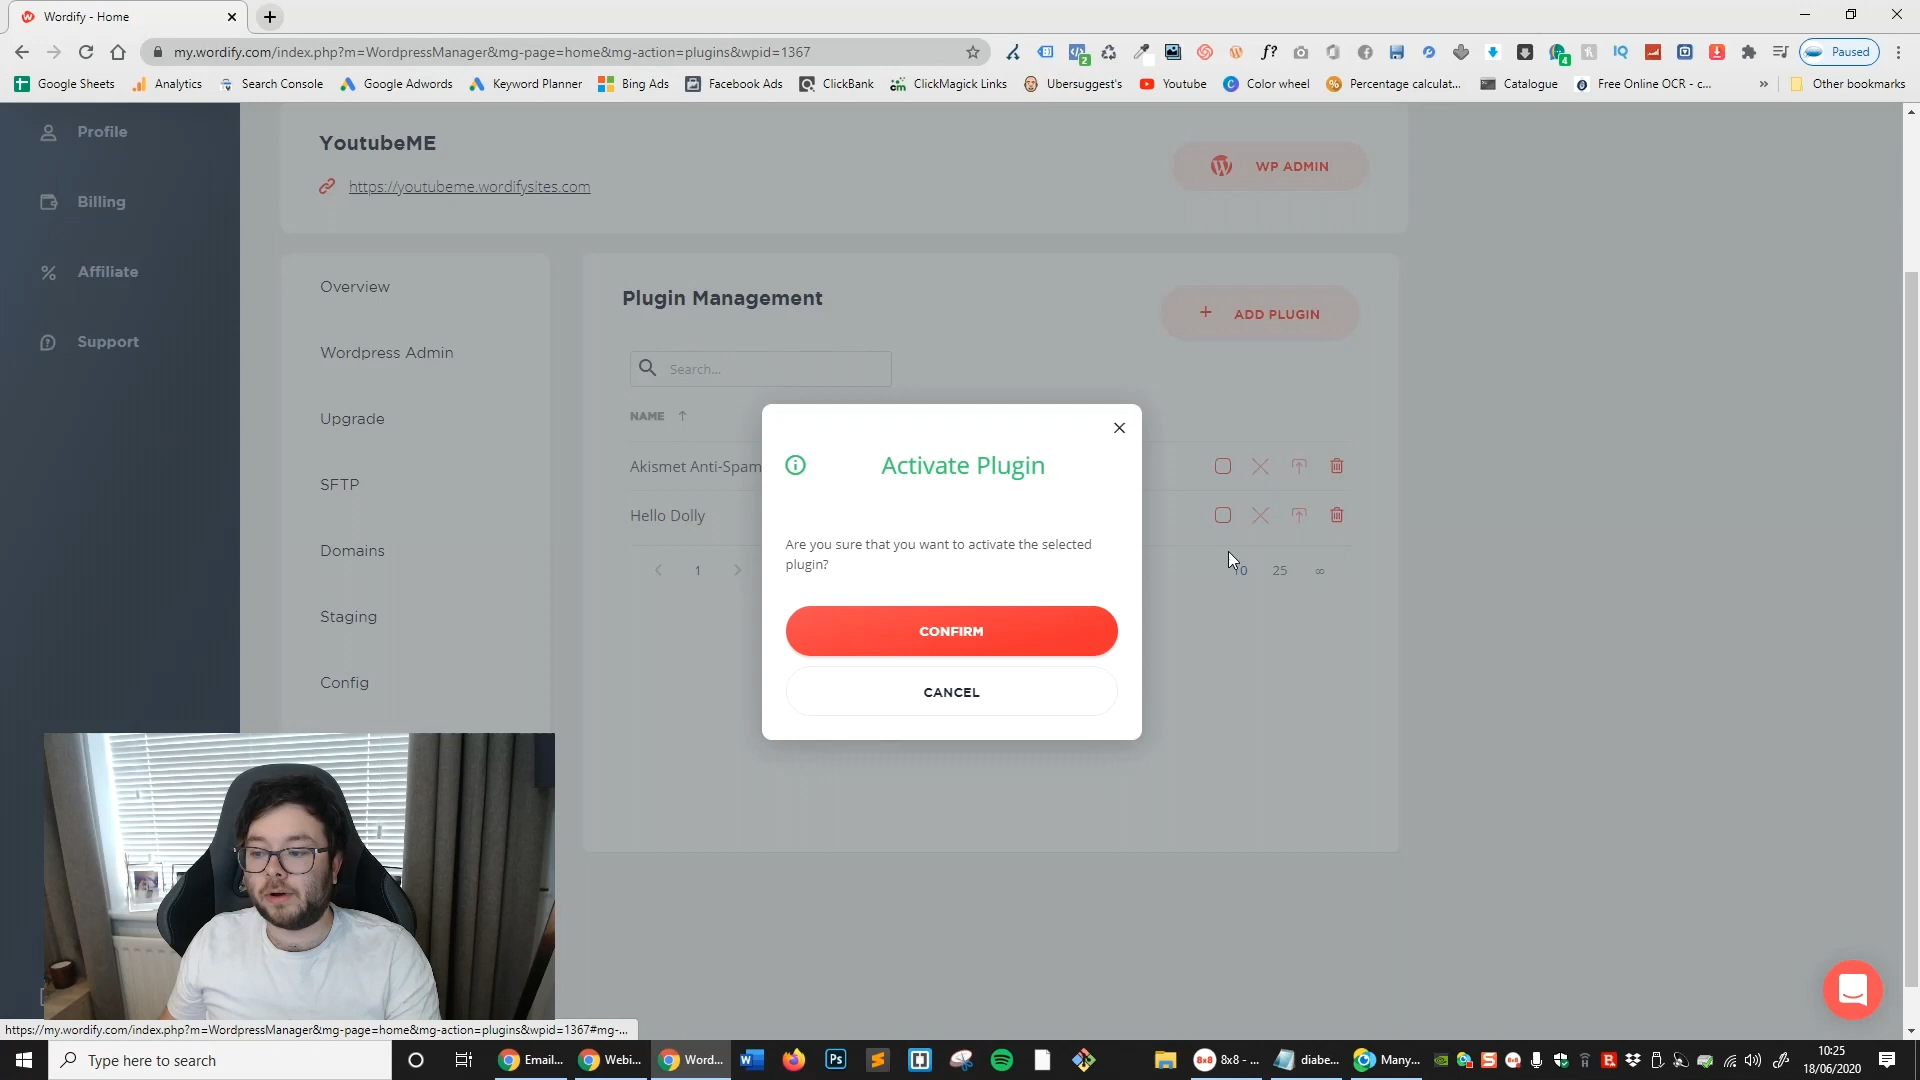 Wordify - Home
my.wordify.com/index.php?m=WordpressManager&mg-page=home&mg-action=plugins&wpid=1367
Paused
Google Sheets
Analytics
Search Console
Google Adwords
Keyword Planner
Bing Ads
Facebook Ads
ClickBank
ClickMagick Links
Ubersuggest's
Youtube
Color wheel
Percentage calculat...
Catalogue
Free Online OCR - c...
Other bookmarks
Profile
Billing
Affiliate
Support
YoutubeME
https://youtubeme.wordifysites.com
WP ADMIN
Overview
Wordpress Admin
Upgrade
SFTP
Domains
Staging
Config
Plugin Management
ADD PLUGIN
Search...
NAME
Akismet Anti-Spam
Hello Dolly
1
10
25
∞
Activate Plugin
Are you sure that you want to activate the selected
plugin?
CONFIRM
CANCEL
https://my.wordify.com/index.php?m=WordpressManager&mg-page=home&mg-action=plugins&wpid=1367#mg-...
Type here to search
Email...
Webi...
Word...
8x8 - ...
diabe...
Many...
10:25
18/06/2020